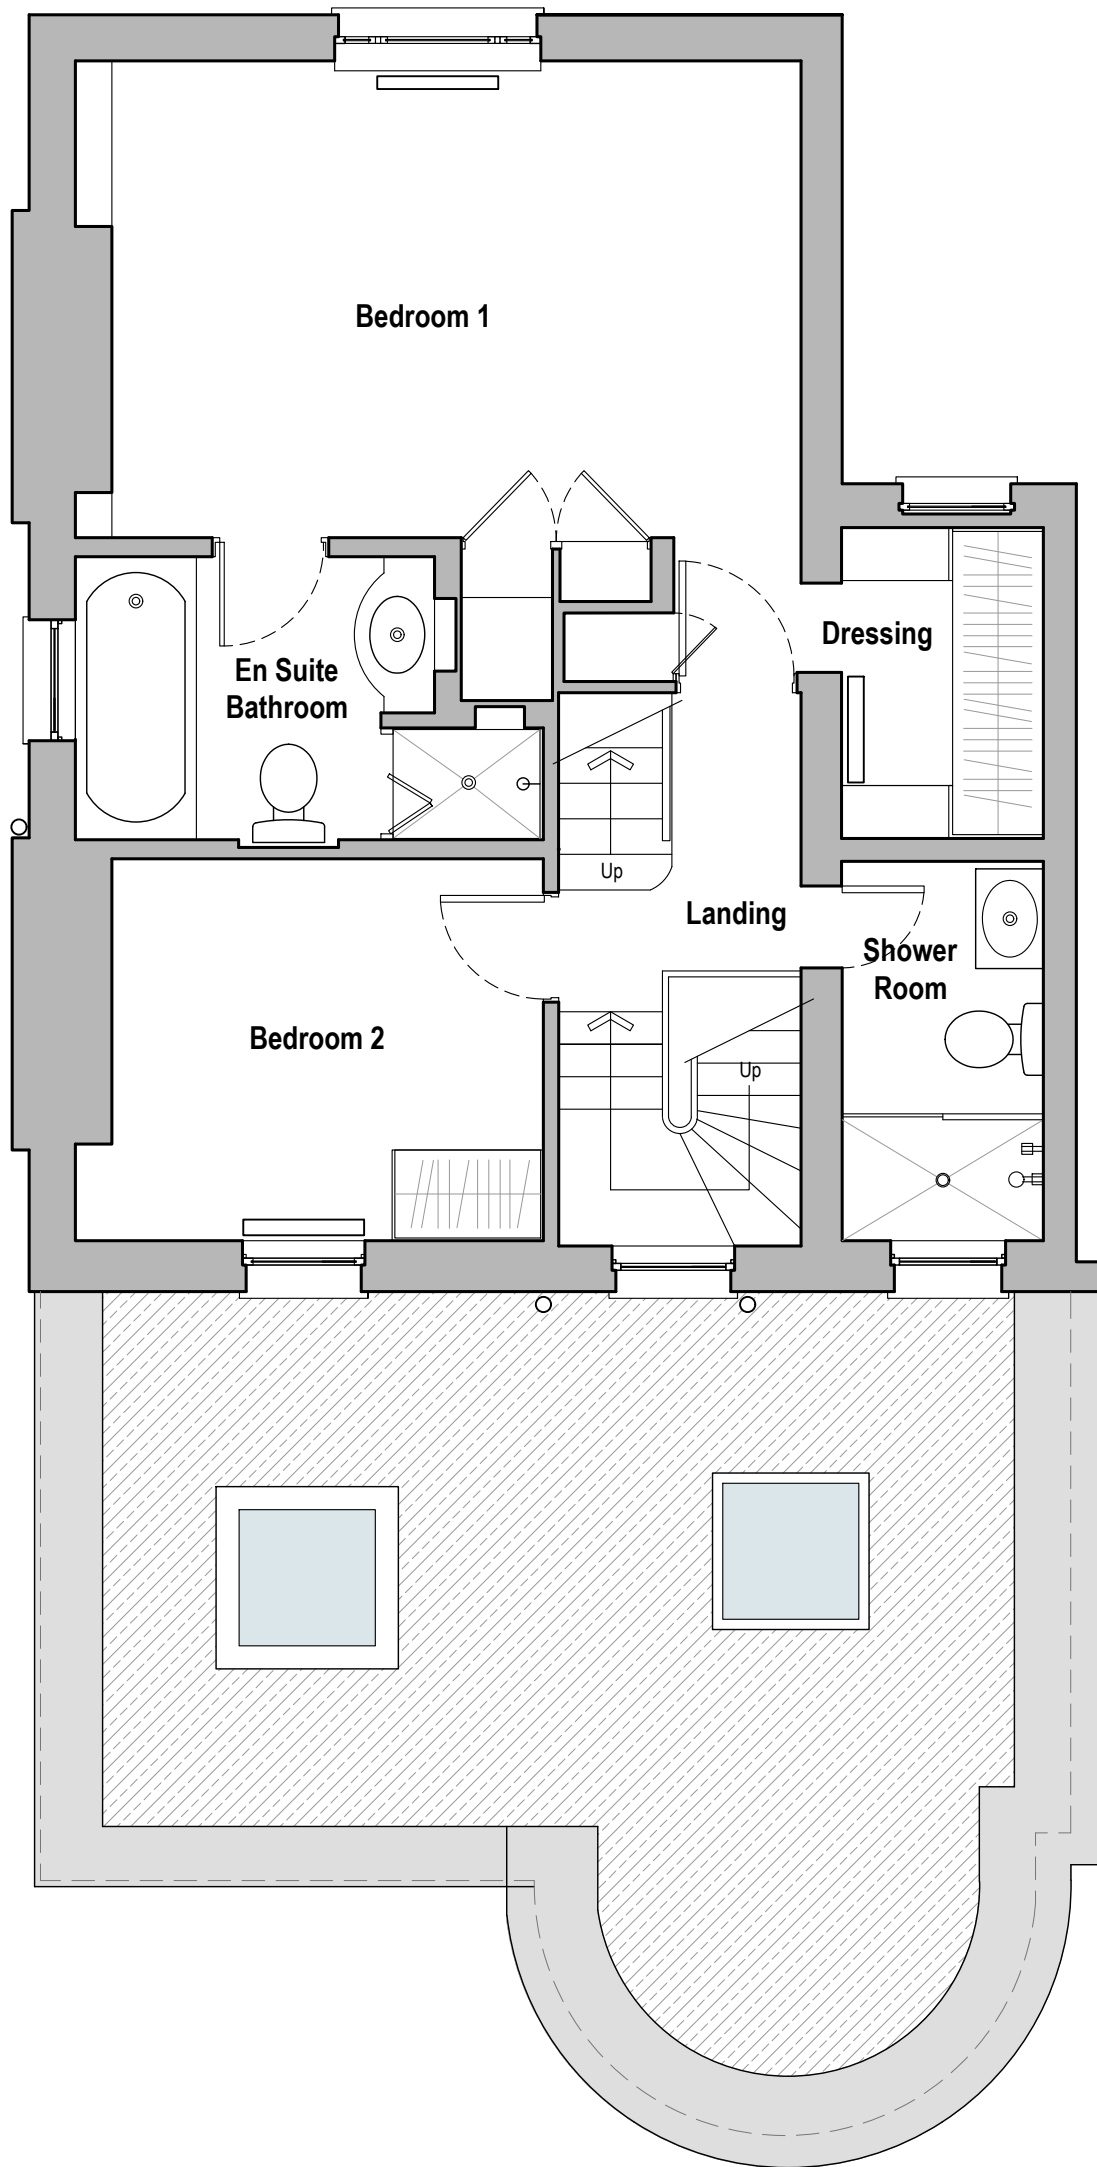 Bedroom 1
Dressing
En Suite
Bathroom
Up
Landing
Shower
Room
Bedroom 2
Up